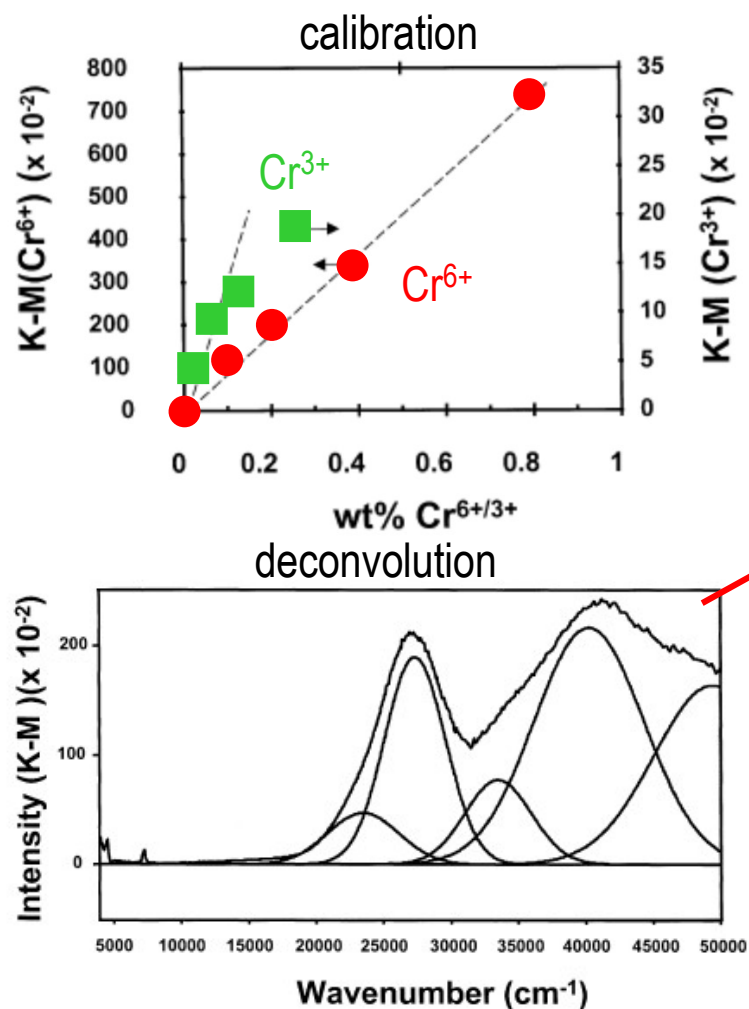 calibration
800
700
600
500
400
300
200
100
0
K-M(Cr⁶⁺) (x 10⁻²)
35
30
25
20
15
10
5
0
K-M (Cr³⁺) (x 10⁻²)
Cr³⁺
Cr⁶⁺
0 0.2 0.4 0.6 0.8 1
wt% Cr⁶⁺/³⁺
deconvolution
200
100
0
Intensity (K-M )(x 10⁻²)
5000 10000 15000 20000 25000 30000 35000 40000 45000 50000
Wavenumber (cm⁻¹)